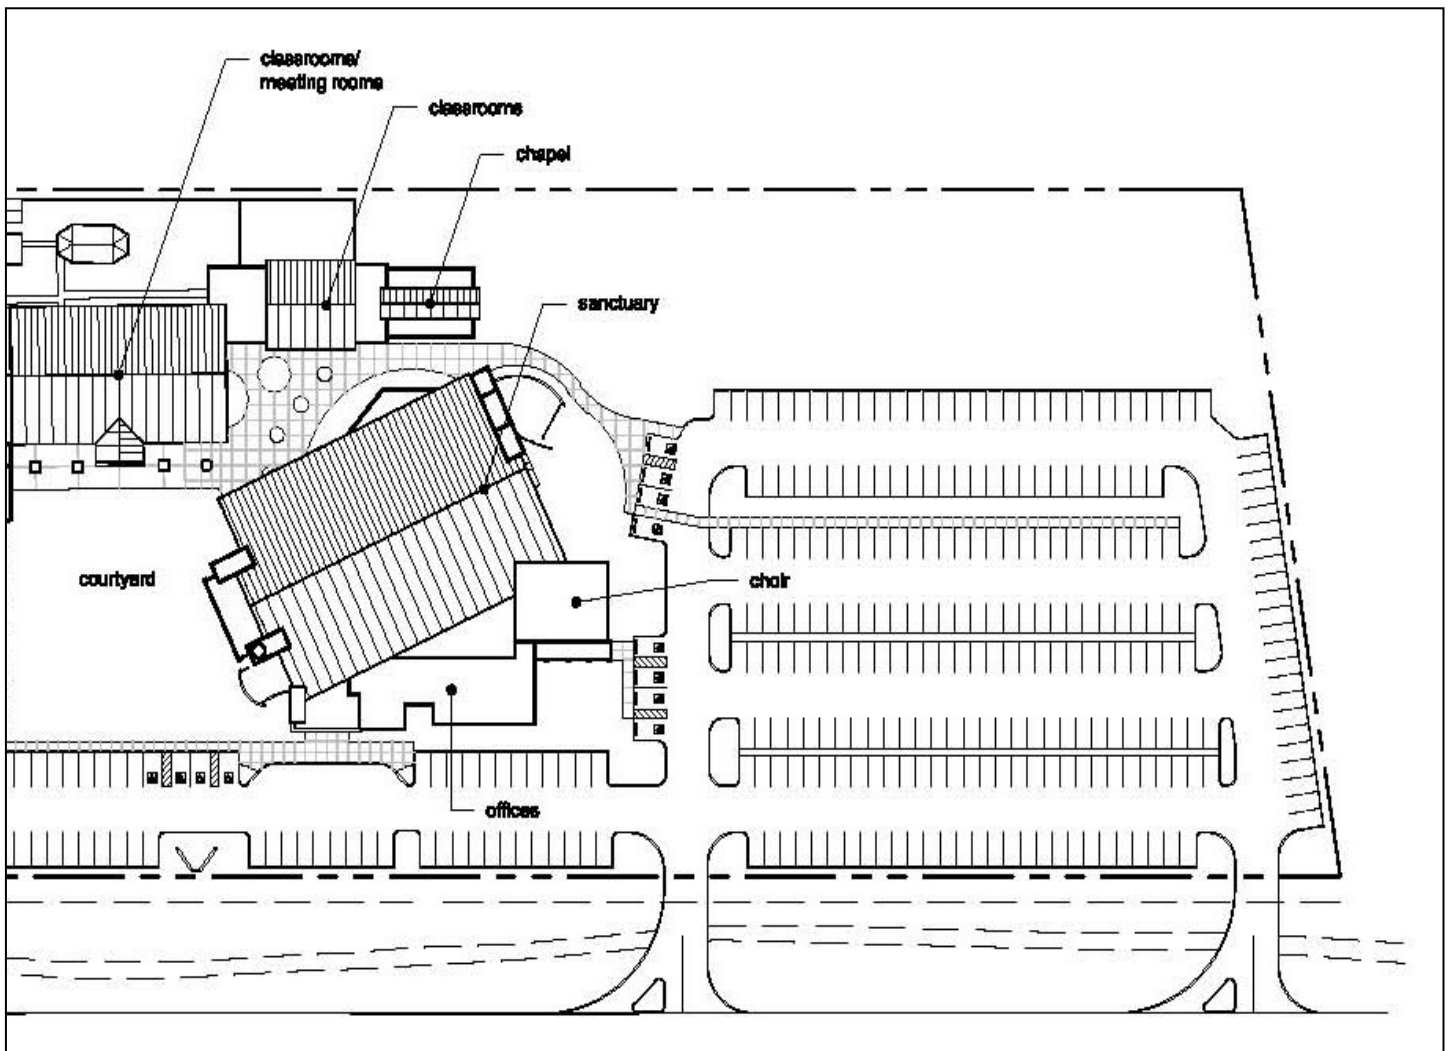 classrooms/
meeting rooms
classrooms
chapel
sanctuary
courtyard
choir
offices